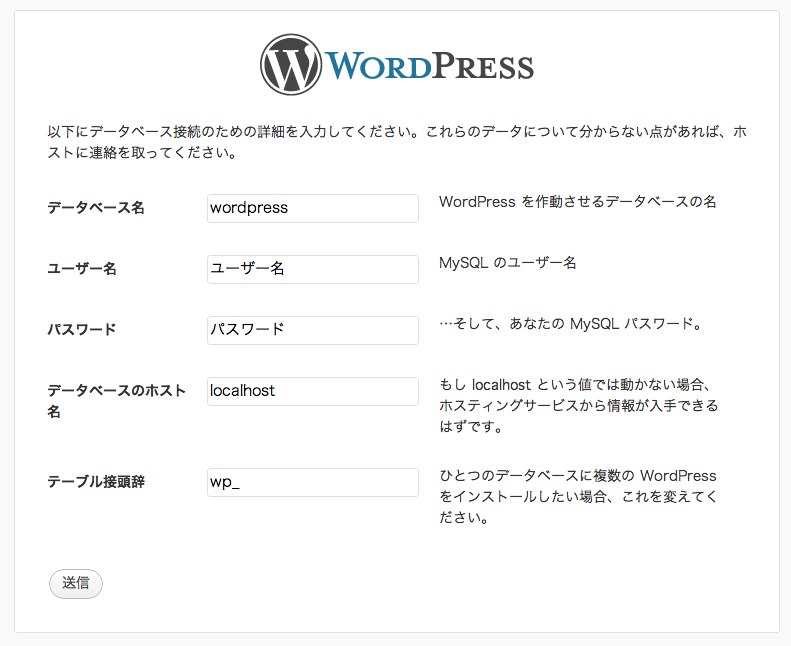 WORDPRESS
以下にデータベース接続のための詳細を入力してください。これらのデータについて分からない点があれば、ホ
ストに連絡を取ってください。
データベース名
wordpress
WordPress を作動させるデータベースの名
ユーザー名
ユーザー名
MySQL のユーザー名
パスワード
パスワード
…そして、あなたの MySQL パスワード。
データベースのホスト
名
localhost
もし localhost という値では動かない場合、
ホスティングサービスから情報が入手できる
はずです。
テーブル接頭辞
wp_
ひとつのデータベースに複数の WordPress
をインストールしたい場合、これを変えてく
ださい。
送信